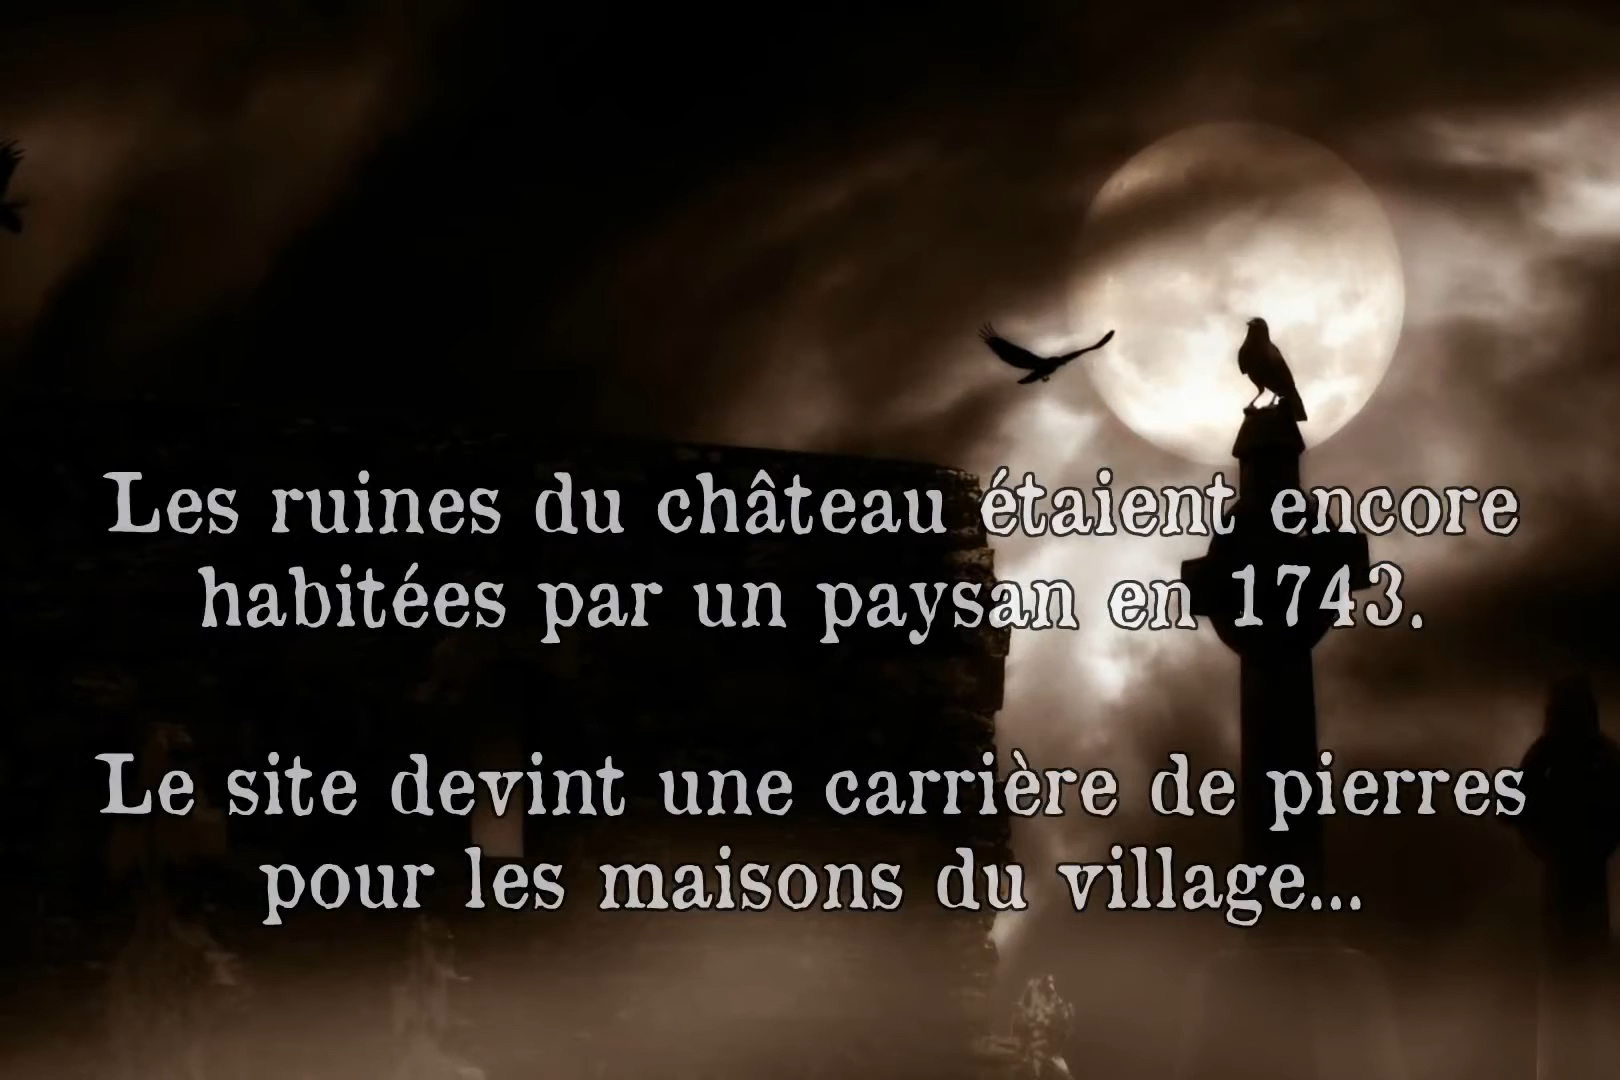 Les ruines du château étaient encore
habitées par un paysan en 1743.
Le site devint une carrière de pierres
pour les maisons du village...